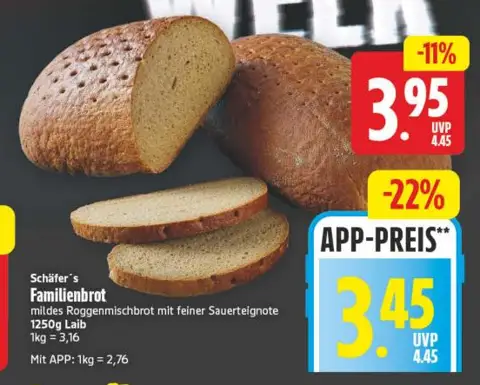 -11%
3.95
UVP
4.45
-22%
APP-PREIS**
3.45
UVP
4.45
Schäfer´s
Familienbrot
mildes Roggenmischbrot mit feiner Sauerteignote
1250g Laib
1kg = 3,16
Mit APP: 1kg = 2,76